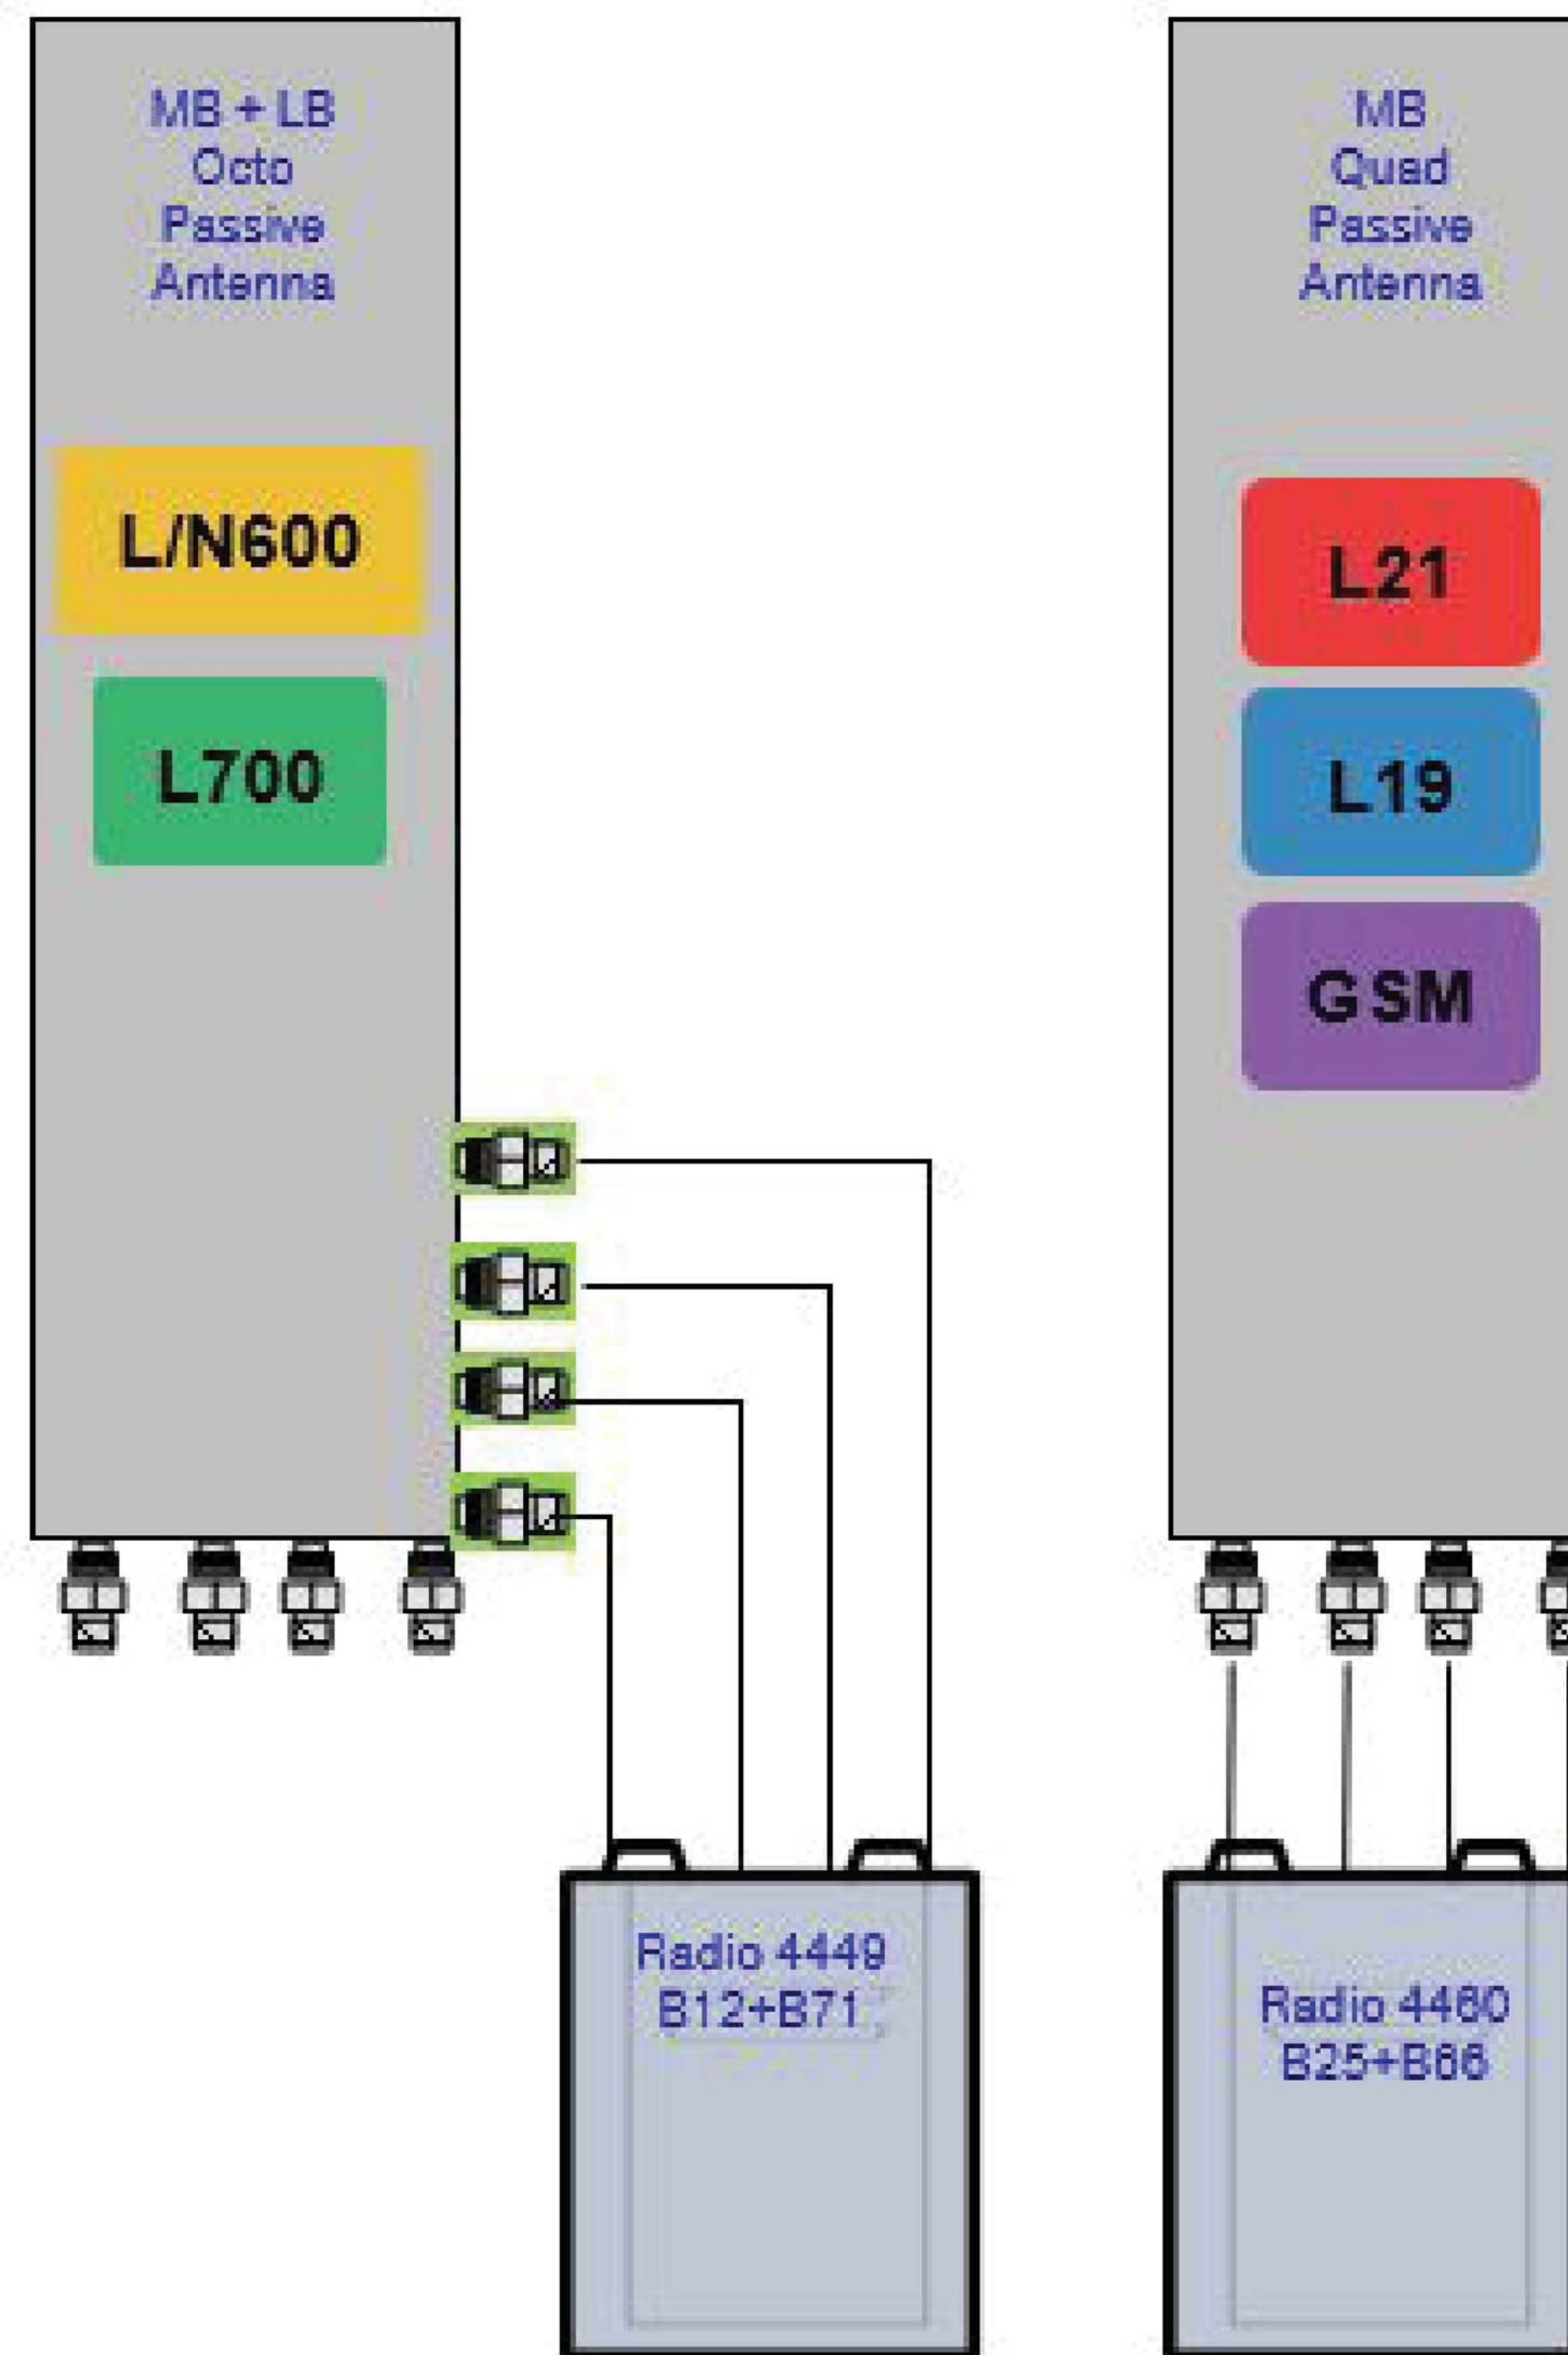 MB + LB
Octo
Passive
Antenna
L/N600
L700
Radio 4449
B12+B71
MB
Quad
Passive
Antenna
L21
L19
GSM
Radio 4460
B25+B66